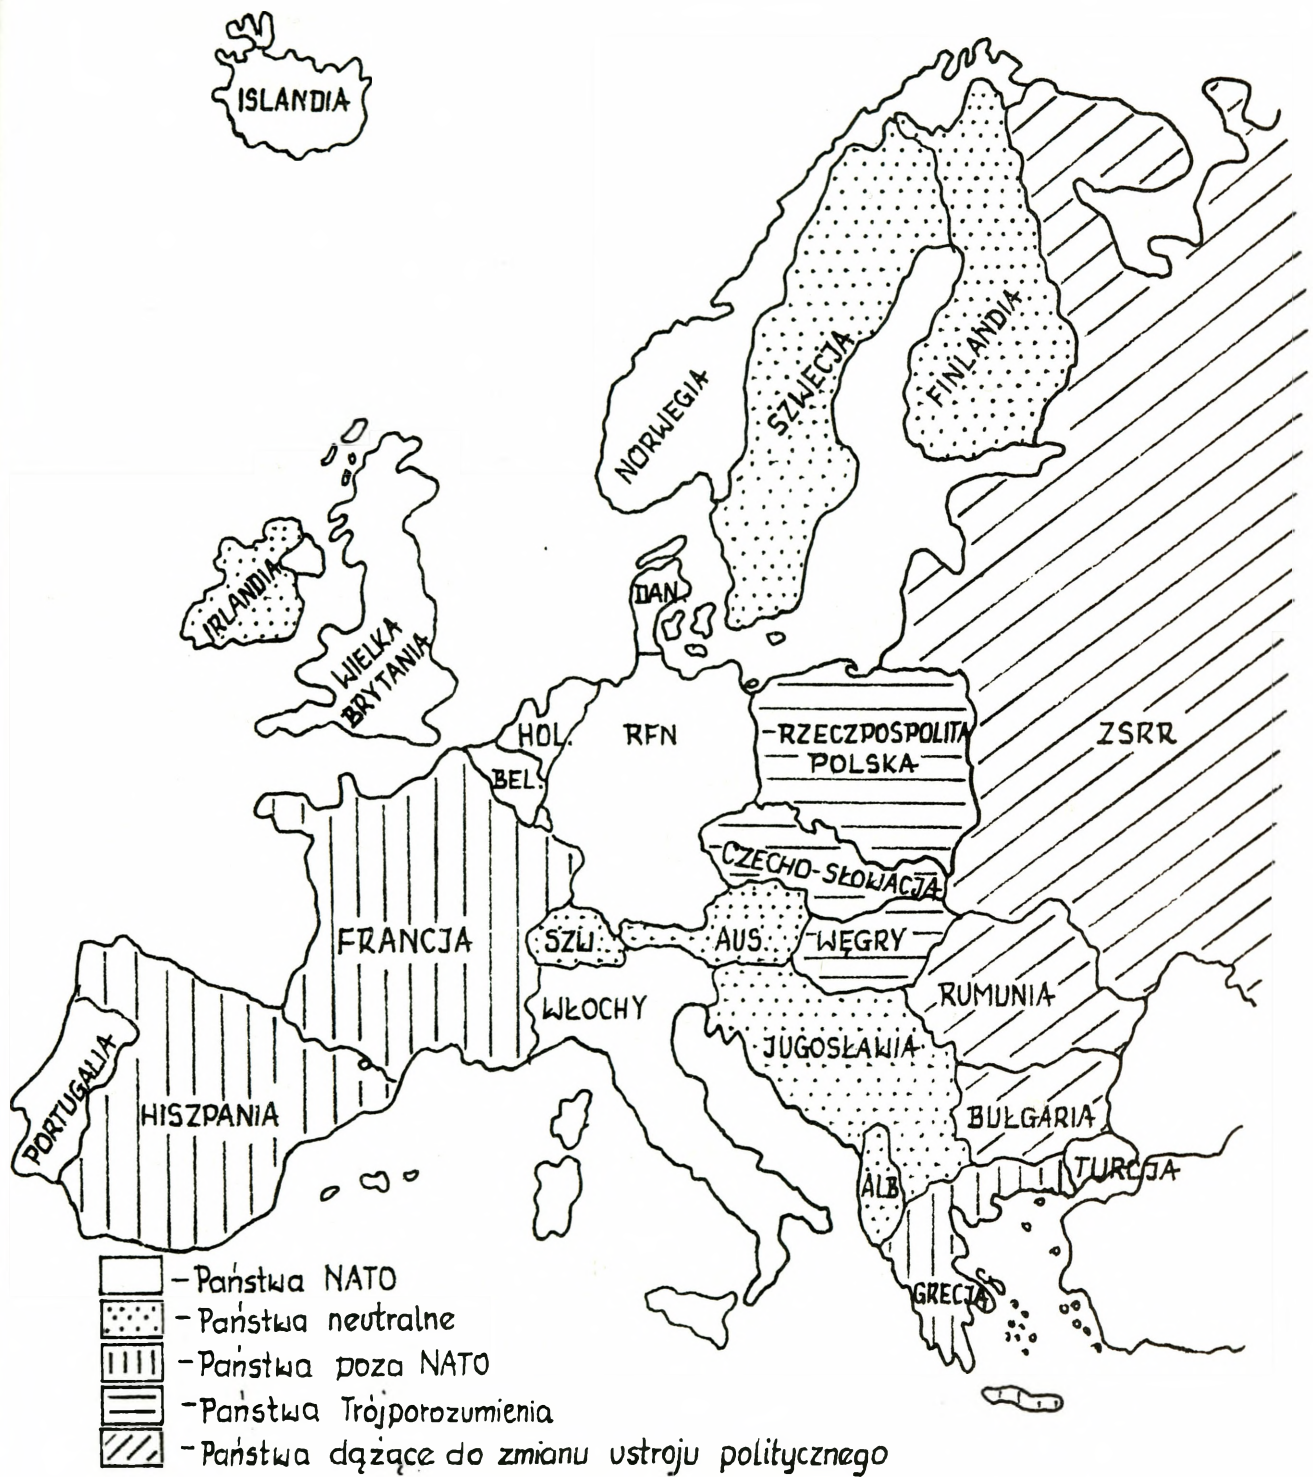 ISLANDIA
NORWEGIA
SZWECJA
FINLANDIA
IRLANDIA
WIELKA
BRYTANIA
DAN.
HOL.
BEL.
RFN
RZECZPOSPOLITA
POLSKA
ZSRR
CZECHO-SŁOWACJA
FRANCJA
SZW.
AUS.
WĘGRY
WŁOCHY
RUMUNIA
JUGOSŁAWIA
PORTUGALIA
HISZPANIA
BUŁGARIA
ALB
TURCJA
GRECJA
-Państwa NATO
-Państwa neutralne
-Państwa poza NATO
-Państwa Trójporozumienia
-Państwa dążące do zmianu ustroju politycznego